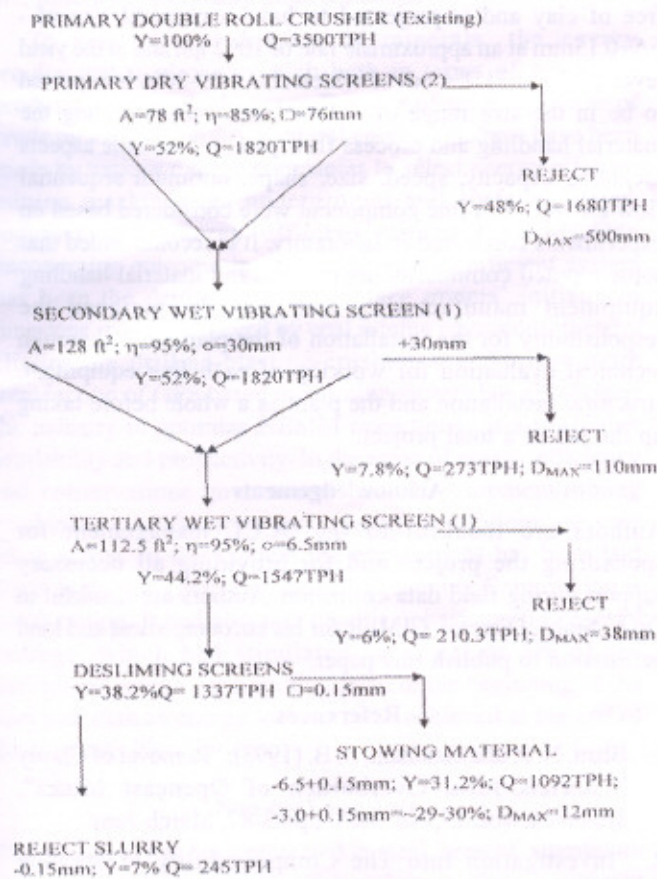 PRIMARY DOUBLE ROLL CRUSHER (Existing)
Y=100% Q=3500TPH
PRIMARY DRY VIBRATING SCREENS (2)
A=78 ft²; η=85%; □=76mm
Y=52%; Q=1820TPH
REJECT
Y=48%; Q=1680TPH
DMAX=500mm
SECONDARY WET VIBRATING SCREEN (1)
A=128 ft²; η=95%; ○=30mm +30mm
Y=52%; Q=1820TPH
REJECT
Y=7.8%; Q=273TPH; DMAX=110mm
TERTIARY WET VIBRATING SCREEN (1)
A=112.5 ft²; η=95%; ○=6.5mm
Y=44.2%; Q=1547TPH
REJECT
Y=6%; Q= 210.3TPH; DMAX=38mm
DESLIMING SCREENS
Y=38.2%Q= 1337TPH □=0.15mm
STOWING MATERIAL
-6.5+0.15mm; Y=31.2%; Q=1092TPH;
-3.0+0.15mm=~29-30%; DMAX=12mm
REJECT SLURRY
-0.15mm; Y=7% Q= 245TPH